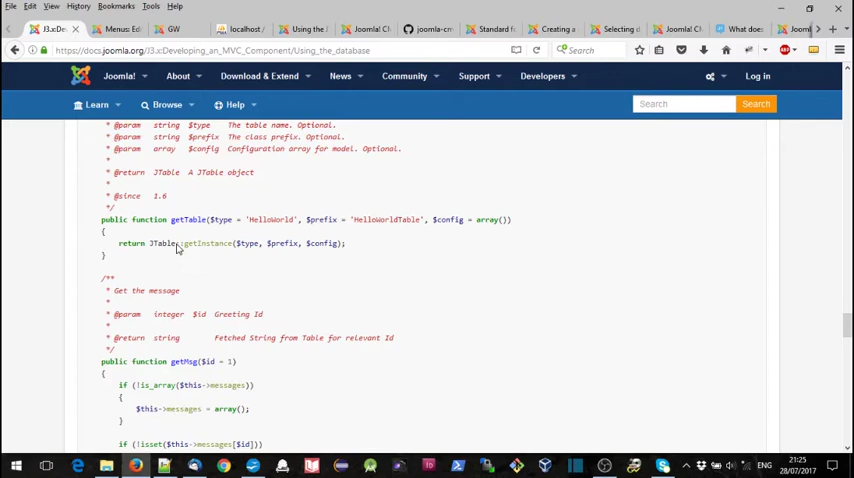 File Edit View History Bookmarks Tools Help
J3.x:De
Menus: Edi
GW
localhost /
Using the J
Joomla! Cl
joomla-cm
Standard fo
Creating a
Selecting d
Joomla! Cl
What does
Joom
https://docs.joomla.org/J3.x:Developing_an_MVC_Component/Using_the_database
Search
Joomla! About Download & Extend News Community Support Developers Log in
Learn Browse Help Search Search
* @param string $type The table name. Optional.
* @param string $prefix The class prefix. Optional.
* @param array $config Configuration array for model. Optional.
*
* @return JTable A JTable object
*
* @since 1.6
*/
public function getTable($type = 'HelloWorld', $prefix = 'HelloWorldTable', $config = array())
{
return JTable::getInstance($type, $prefix, $config);
}
/**
* Get the message
*
* @param integer $id Greeting Id
*
* @return string Fetched String from Table for relevant Id
*/
public function getMsg($id = 1)
{
if (!is_array($this->messages))
{
$this->messages = array();
}
if (!isset($this->messages[$id]))
ENG
21:25
28/07/2017